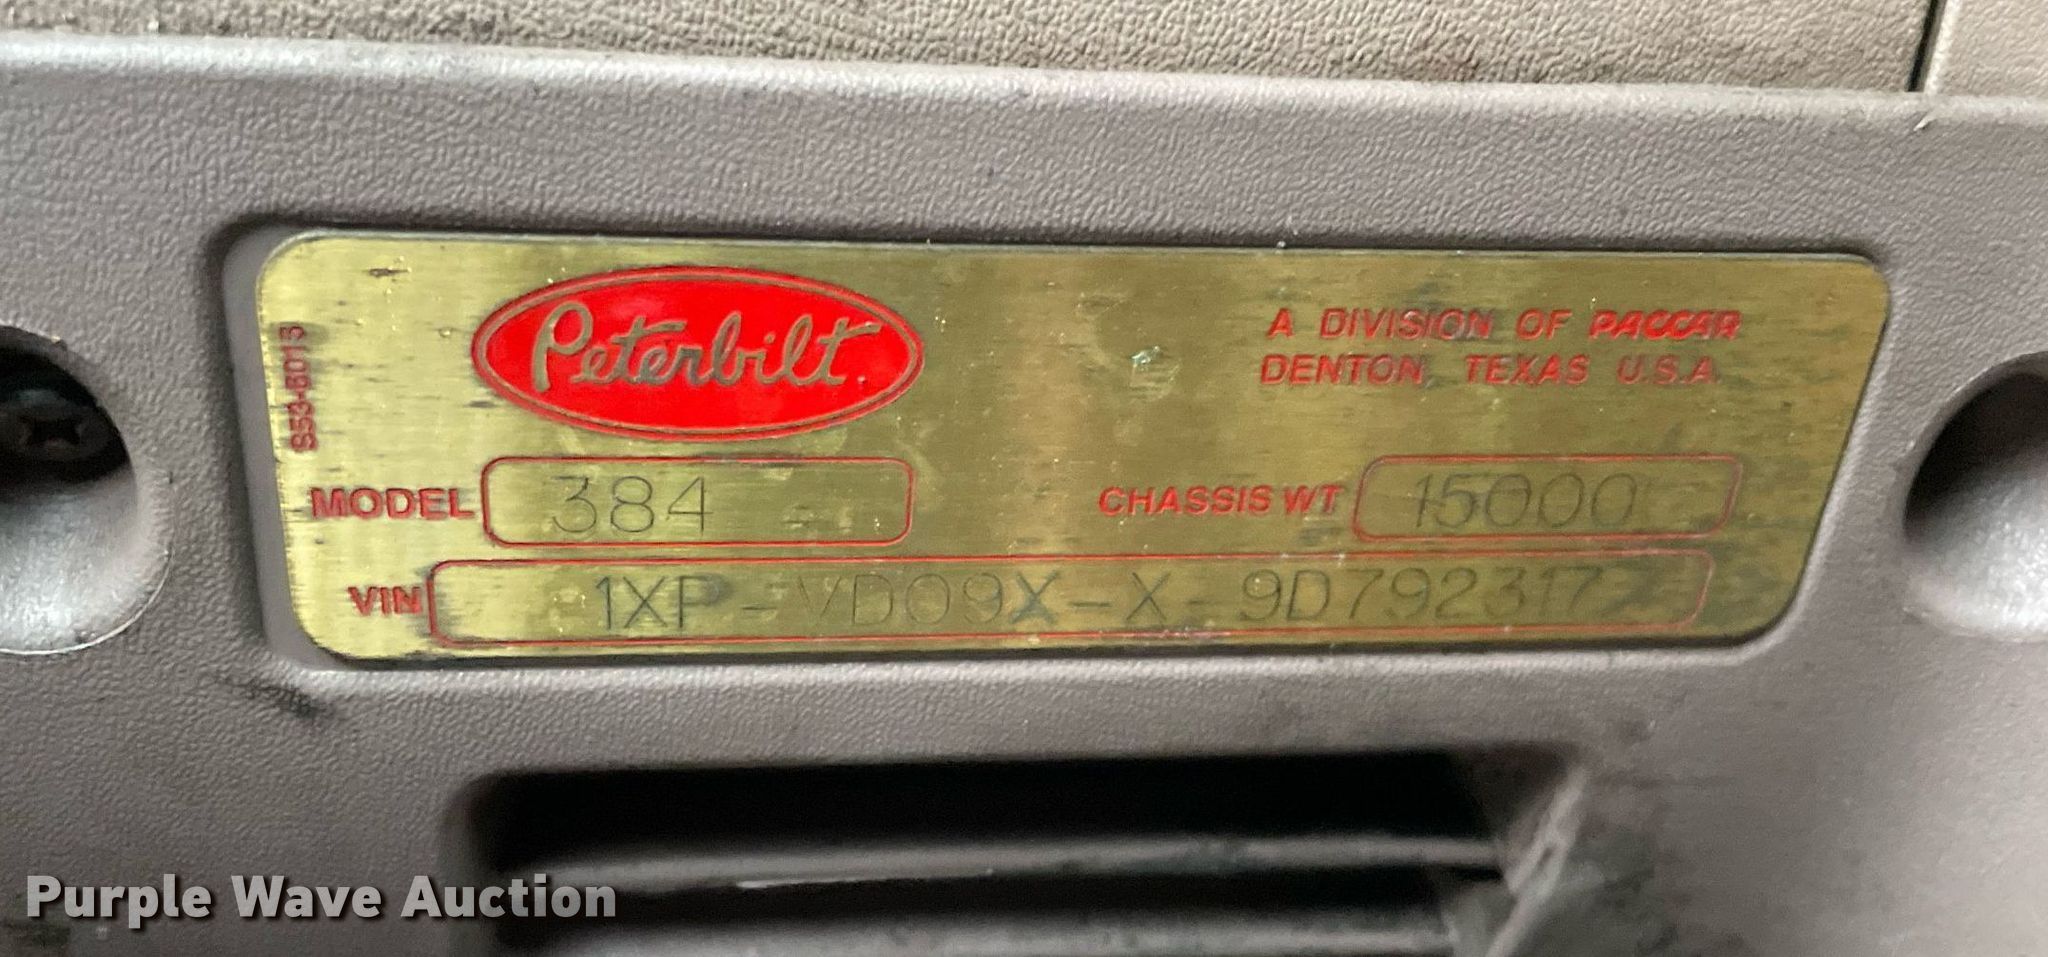 Peterbilt
A DIVISION OF PACCAR
DENTON, TEXAS U.S.A.
S53-6015
MODEL 384
CHASSIS WT 15000
VIN 1XP-VD09X-X-9D792317
Purple Wave Auction